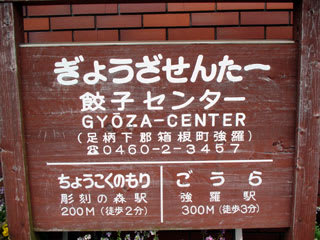 ぎょうざせんたー
餃子センター
GYŌZA-CENTER
(足柄下郡箱根町強羅)
☎0460-2-3457
ちょうこくのもり
彫刻の森駅
200M(徒歩2分)
ごうら
強羅駅
300M(徒歩3分)